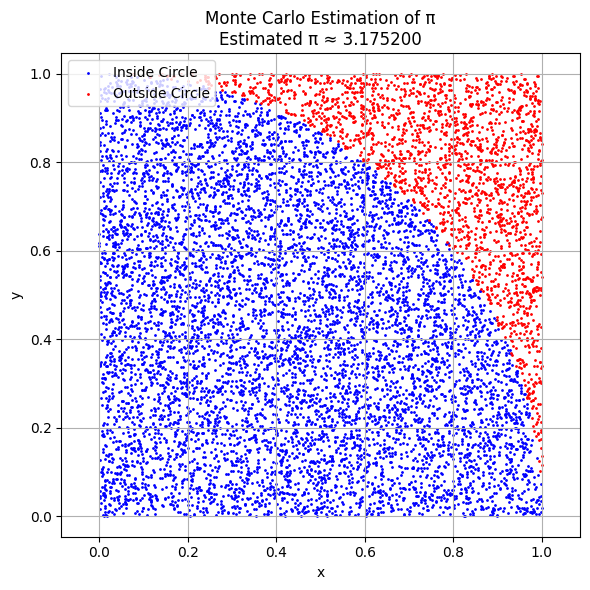 Monte Carlo Estimation of π
Estimated π ≈ 3.175200
Inside Circle
Outside Circle
1.0
0.8
0.6
0.4
0.2
0.0
y
0.0 0.2 0.4 0.6 0.8 1.0
x